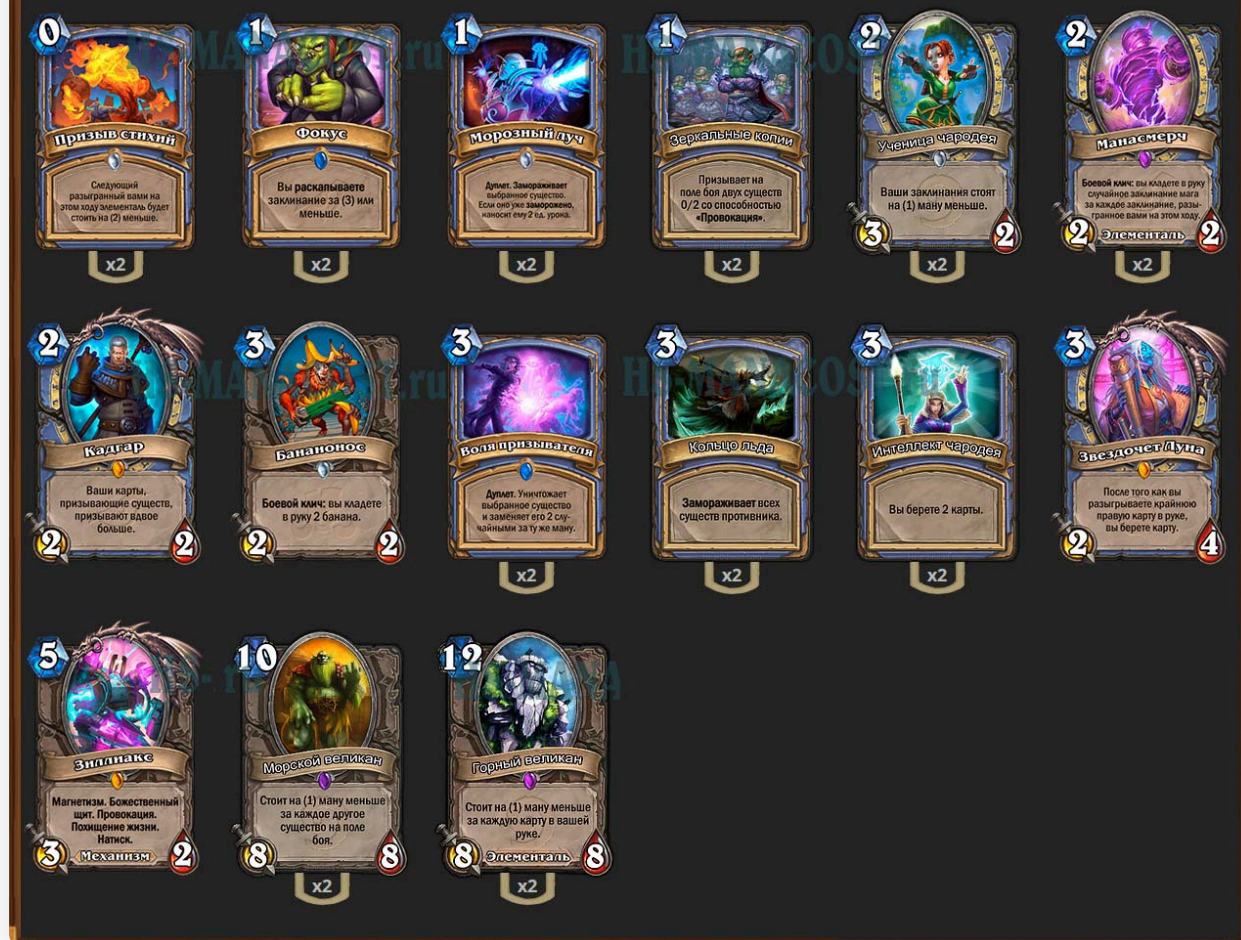 0
Призыв стихий
Следующий
разыгранный вами на
этом ходу элементаль будет
стоить на (2) меньше.
x2
1
Фокус
Вы раскапываете
заклинание за (3) или
меньше.
x2
1
Морозный луч
Дуплет. Замораживает
выбранное существо.
Если оно уже заморожено,
наносит ему 2 ед. урона.
x2
1
Зеркальные копии
Призывает на
поле боя двух существ
0/2 со способностью
«Провокация».
x2
2
Ученица чародея
Ваши заклинания стоят
на (1) ману меньше.
3 2
x2
2
Манасмерч
Боевой клич: вы кладете в руку
случайное заклинание мага
за каждое заклинание, разы-
гранное вами на этом ходу.
2 Элементаль 2
x2
2
Кадгар
Ваши карты,
призывающие существ,
призывают вдвое
больше.
2 2
3
Бананонос
Боевой клич: вы кладете
в руку 2 банана.
2 2
3
Воля призывателя
Дуплет. Уничтожает
выбранное существо
и заменяет его 2 слу-
чайными за ту же ману.
x2
3
Кольцо льда
Замораживает всех
существ противника.
x2
3
Интеллект чародея
Вы берете 2 карты.
x2
3
Звездочет Луна
После того как вы
разыгрываете крайнюю
правую карту в руке,
вы берете карту.
2 4
5
Зиллиакс
Магнетизм. Божественный
щит. Провокация.
Похищение жизни.
Натиск.
3 Механизм 2
10
Морской великан
Стоит на (1) ману меньше
за каждое другое
существо на поле
боя.
8 8
x2
12
Горный великан
Стоит на (1) ману меньше
за каждую карту в вашей
руке.
8 Элементаль 8
x2